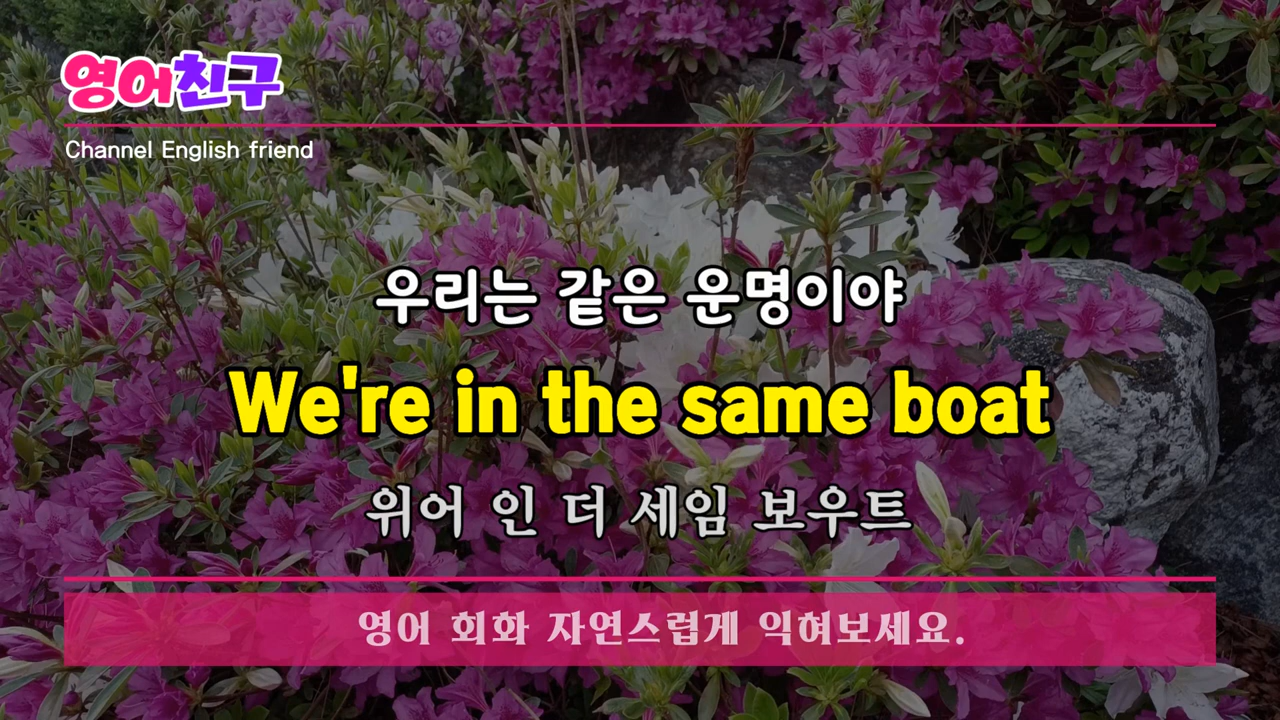 영어친구
Channel English friend
우리는 같은 운명이야
We're in the same boat
위어 인 더 세임 보우트
영어 회화 자연스럽게 익혀보세요.